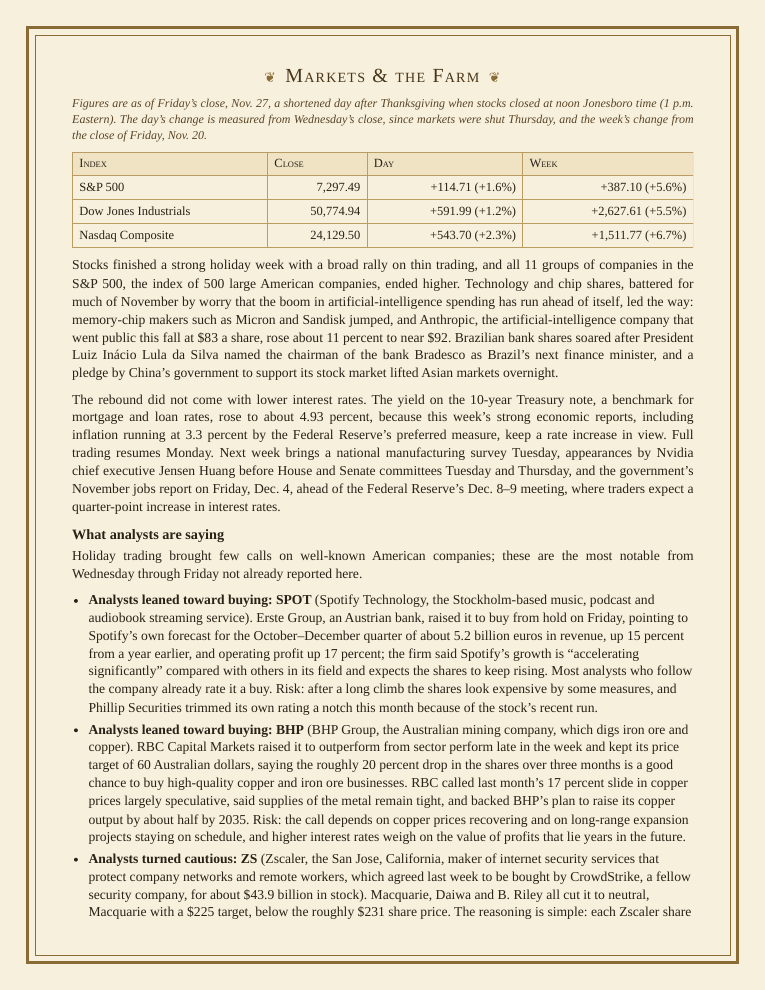 ❦ Markets & the Farm ❦
Figures are as of Friday’s close, Nov. 27, a shortened day after Thanksgiving when stocks closed at noon Jonesboro time (1 p.m.
Eastern). The day’s change is measured from Wednesday’s close, since markets were shut Thursday, and the week’s change from
the close of Friday, Nov. 20.
Index Close Day Week
S&P 500 7,297.49 +114.71 (+1.6%) +387.10 (+5.6%)
Dow Jones Industrials 50,774.94 +591.99 (+1.2%) +2,627.61 (+5.5%)
Nasdaq Composite 24,129.50 +543.70 (+2.3%) +1,511.77 (+6.7%)
Stocks finished a strong holiday week with a broad rally on thin trading, and all 11 groups of companies in the
S&P 500, the index of 500 large American companies, ended higher. Technology and chip shares, battered for
much of November by worry that the boom in artificial-intelligence spending has run ahead of itself, led the way:
memory-chip makers such as Micron and Sandisk jumped, and Anthropic, the artificial-intelligence company that
went public this fall at $83 a share, rose about 11 percent to near $92. Brazilian bank shares soared after President
Luiz Inácio Lula da Silva named the chairman of the bank Bradesco as Brazil’s next finance minister, and a
pledge by China’s government to support its stock market lifted Asian markets overnight.
The rebound did not come with lower interest rates. The yield on the 10-year Treasury note, a benchmark for
mortgage and loan rates, rose to about 4.93 percent, because this week’s strong economic reports, including
inflation running at 3.3 percent by the Federal Reserve’s preferred measure, keep a rate increase in view. Full
trading resumes Monday. Next week brings a national manufacturing survey Tuesday, appearances by Nvidia
chief executive Jensen Huang before House and Senate committees Tuesday and Thursday, and the government’s
November jobs report on Friday, Dec. 4, ahead of the Federal Reserve’s Dec. 8–9 meeting, where traders expect a
quarter-point increase in interest rates.
What analysts are saying
Holiday trading brought few calls on well-known American companies; these are the most notable from
Wednesday through Friday not already reported here.
• Analysts leaned toward buying: SPOT (Spotify Technology, the Stockholm-based music, podcast and
audiobook streaming service). Erste Group, an Austrian bank, raised it to buy from hold on Friday, pointing to
Spotify’s own forecast for the October–December quarter of about 5.2 billion euros in revenue, up 15 percent
from a year earlier, and operating profit up 17 percent; the firm said Spotify’s growth is “accelerating
significantly” compared with others in its field and expects the shares to keep rising. Most analysts who follow
the company already rate it a buy. Risk: after a long climb the shares look expensive by some measures, and
Phillip Securities trimmed its own rating a notch this month because of the stock’s recent run.
• Analysts leaned toward buying: BHP (BHP Group, the Australian mining company, which digs iron ore and
copper). RBC Capital Markets raised it to outperform from sector perform late in the week and kept its price
target of 60 Australian dollars, saying the roughly 20 percent drop in the shares over three months is a good
chance to buy high-quality copper and iron ore businesses. RBC called last month’s 17 percent slide in copper
prices largely speculative, said supplies of the metal remain tight, and backed BHP’s plan to raise its copper
output by about half by 2035. Risk: the call depends on copper prices recovering and on long-range expansion
projects staying on schedule, and higher interest rates weigh on the value of profits that lie years in the future.
• Analysts turned cautious: ZS (Zscaler, the San Jose, California, maker of internet security services that
protect company networks and remote workers, which agreed last week to be bought by CrowdStrike, a fellow
security company, for about $43.9 billion in stock). Macquarie, Daiwa and B. Riley all cut it to neutral,
Macquarie with a $225 target, below the roughly $231 share price. The reasoning is simple: each Zscaler share